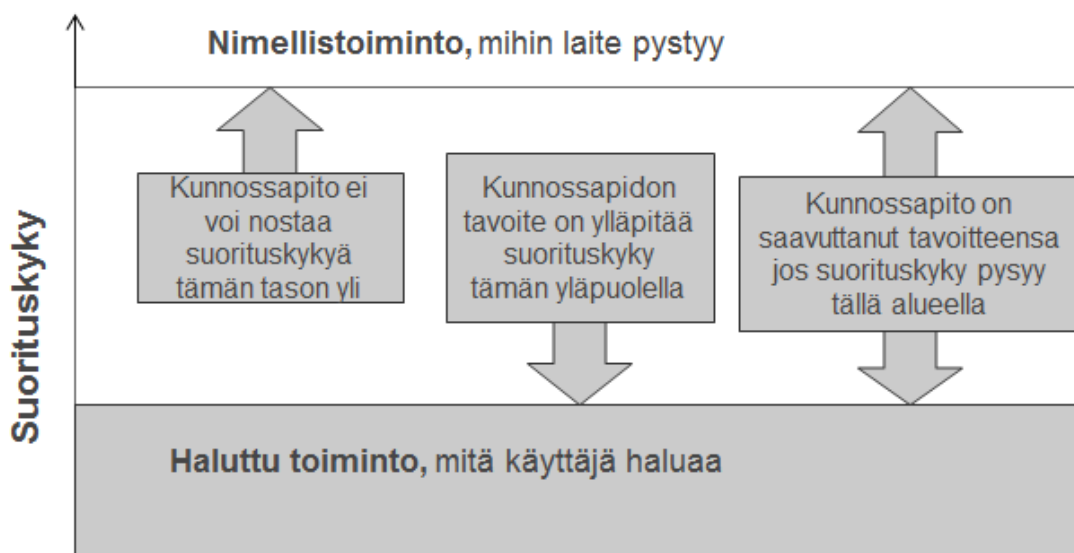 Nimellistoiminto, mihin laite pystyy
Kunnossapito ei
voi nostaa
suorituskykyä
tämän tason yli
Kunnossapidon
tavoite on ylläpitää
suorituskyky
tämän yläpuolella
Kunnossapito on
saavuttanut tavoitteensa
jos suorituskyky pysyy
tällä alueella
Suorituskyky
Haluttu toiminto, mitä käyttäjä haluaa